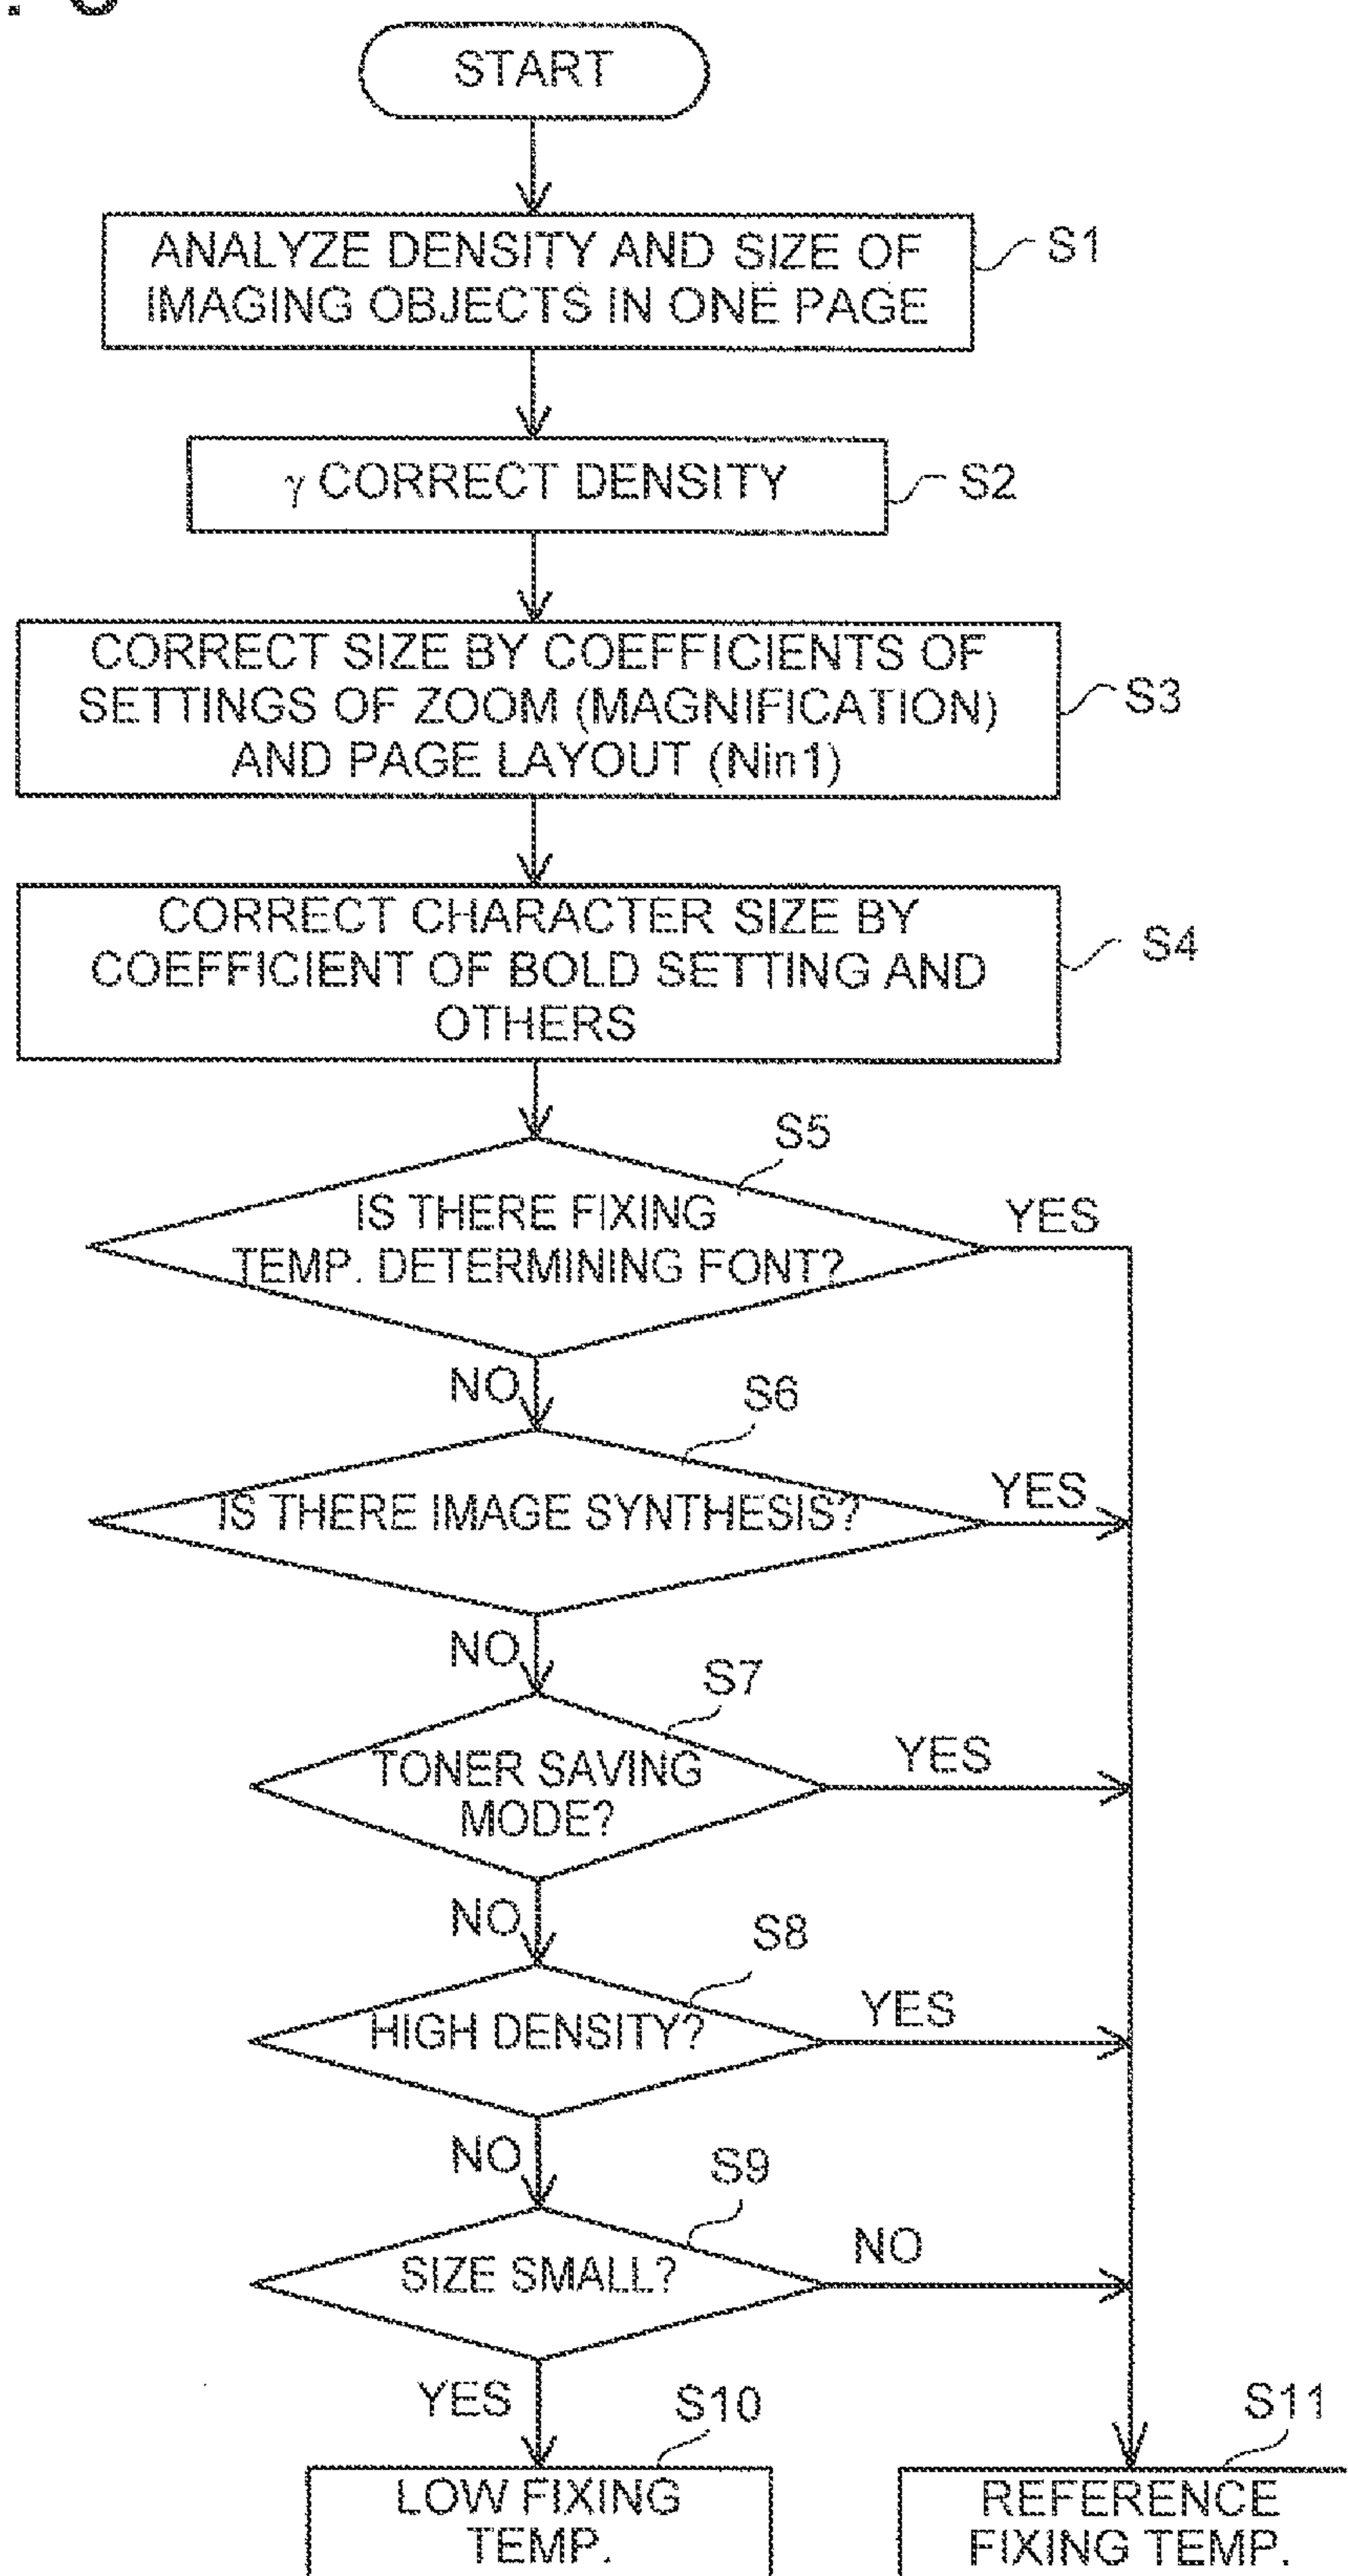 START
ANALYZE DENSITY AND SIZE OF
IMAGING OBJECTS IN ONE PAGE
S1
γ CORRECT DENSITY
S2
CORRECT SIZE BY COEFFICIENTS OF
SETTINGS OF ZOOM (MAGNIFICATION)
AND PAGE LAYOUT (Nin1)
S3
CORRECT CHARACTER SIZE BY
COEFFICIENT OF BOLD SETTING AND
OTHERS
S4
S5
IS THERE FIXING
TEMP. DETERMINING FONT?
YES
NO
S6
IS THERE IMAGE SYNTHESIS?
YES
NO
S7
TONER SAVING
MODE?
YES
NO
S8
HIGH DENSITY?
YES
NO
S9
SIZE SMALL?
NO
YES
S10
LOW FIXING
TEMP.
S11
REFERENCE
FIXING TEMP.